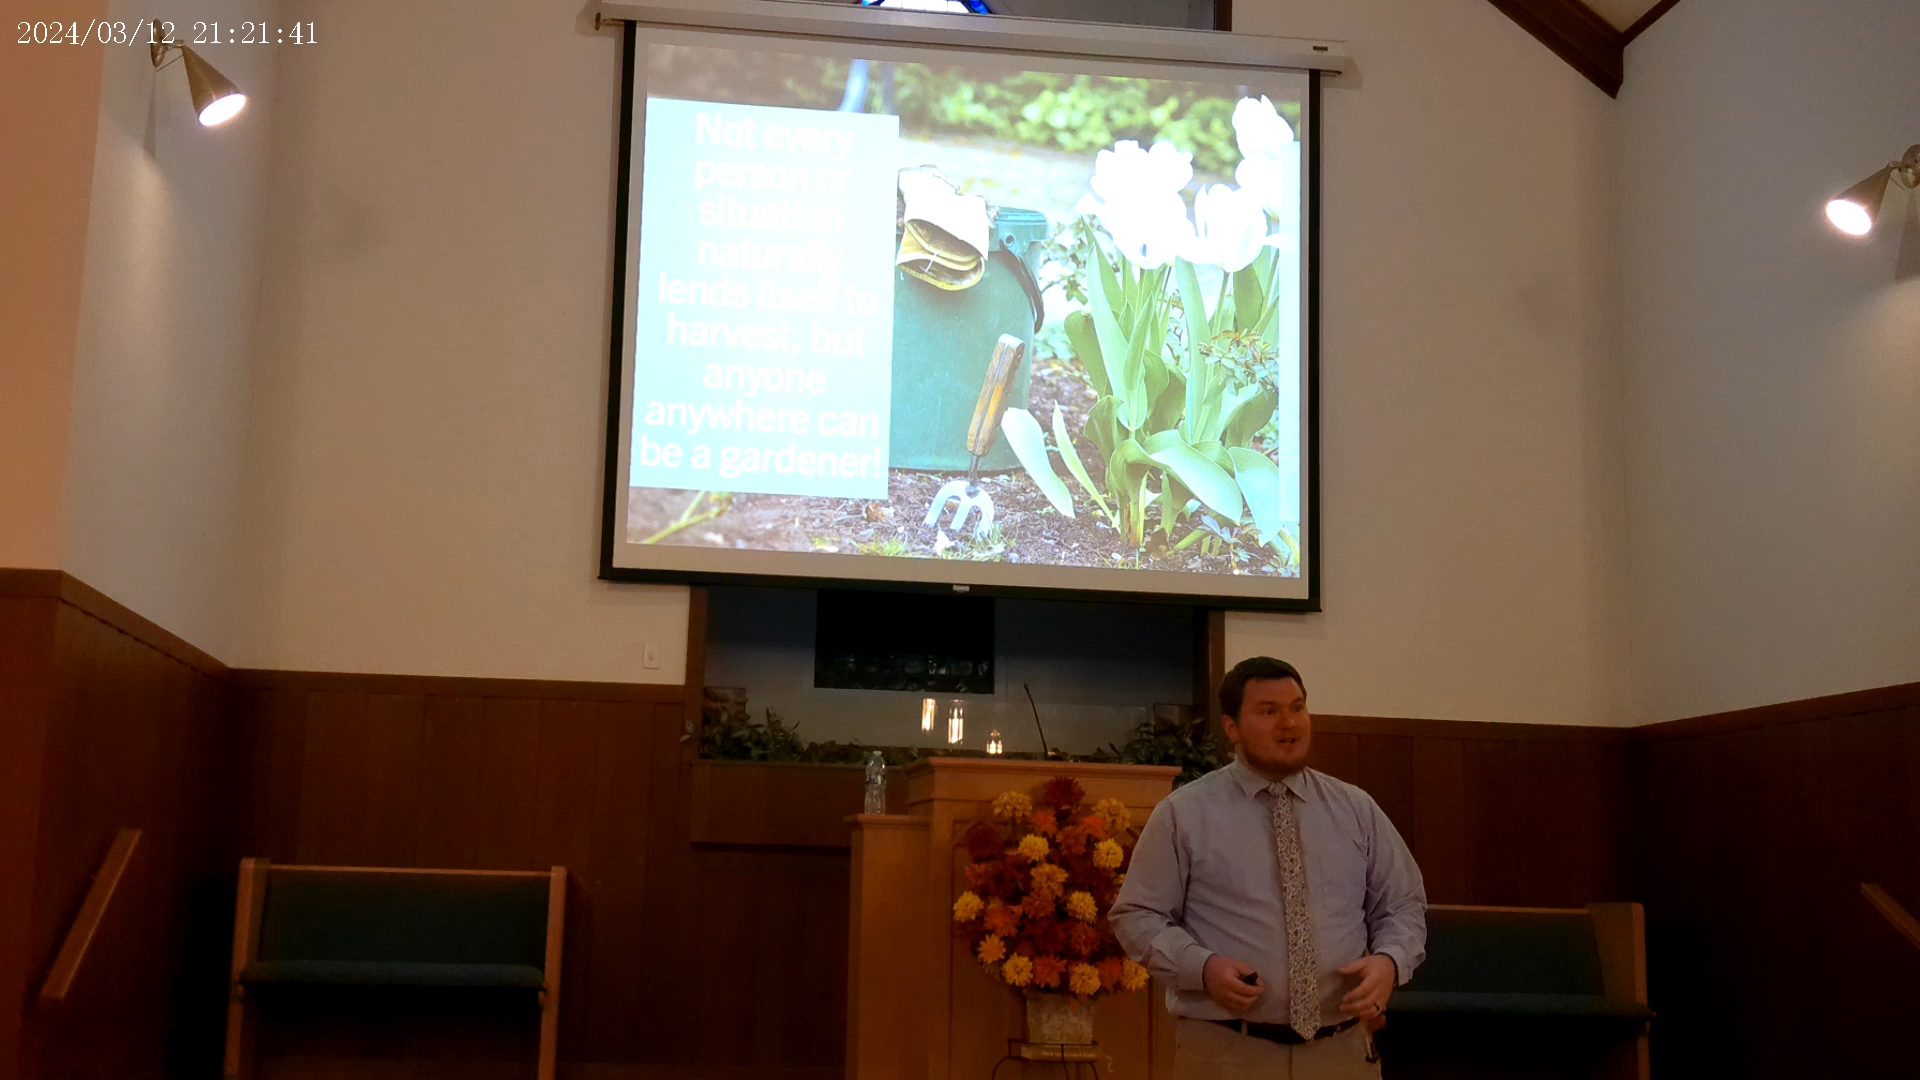 2024/03/12 21:21:41
Not every
person or
situation
naturally
lends itself to
harvest, but
anyone
anywhere can
be a gardener!